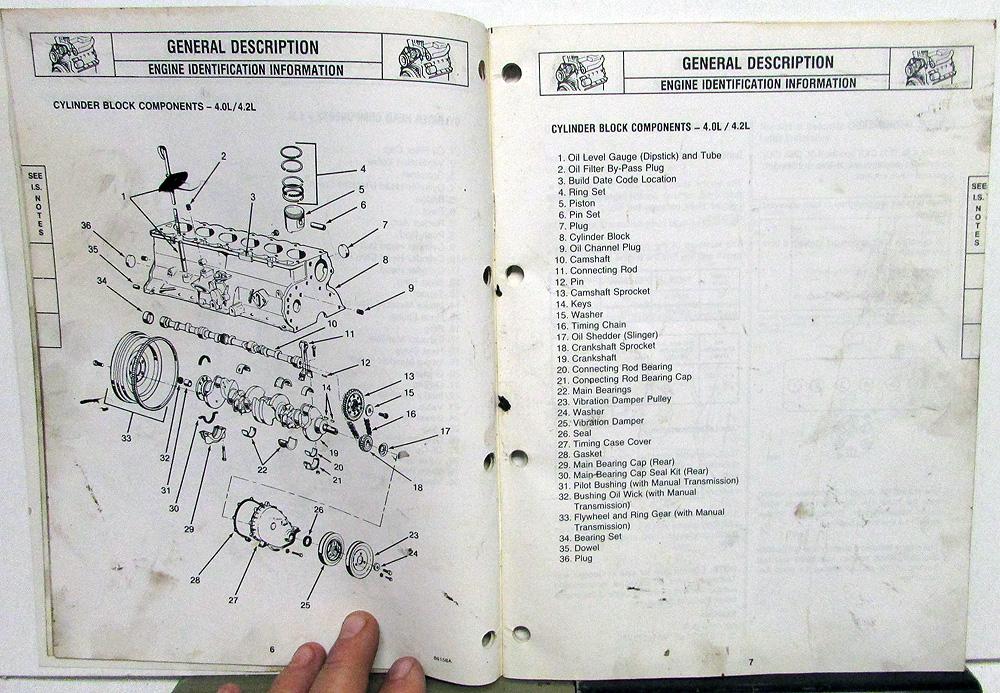 GENERAL DESCRIPTION
ENGINE IDENTIFICATION INFORMATION
CYLINDER BLOCK COMPONENTS – 4.0L/4.2L
SEE
I.S.
N
O
T
E
S
1
2
3
4
5
6
7
8
9
10
11
12
13
14
15
16
17
18
19
20
21
22
23
24
25
26
27
28
29
30
31
32
33
34
35
36
6
86158A
GENERAL DESCRIPTION
ENGINE IDENTIFICATION INFORMATION
CYLINDER BLOCK COMPONENTS – 4.0L / 4.2L
1. Oil Level Gauge (Dipstick) and Tube
2. Oil Filter By-Pass Plug
3. Build Date Code Location
4. Ring Set
5. Piston
6. Pin Set
7. Plug
8. Cylinder Block
9. Oil Channel Plug
10. Camshaft
11. Connecting Rod
12. Pin
13. Camshaft Sprocket
14. Keys
15. Washer
16. Timing Chain
17. Oil Shedder (Slinger)
18. Crankshaft Sprocket
19. Crankshaft
20. Connecting Rod Bearing
21. Connecting Rod Bearing Cap
22. Main Bearings
23. Vibration Damper Pulley
24. Washer
25. Vibration Damper
26. Seal
27. Timing Case Cover
28. Gasket
29. Main Bearing Cap (Rear)
30. Main Bearing Cap Seal Kit (Rear)
31. Pilot Bushing (with Manual Transmission)
32. Bushing Oil Wick (with Manual
Transmission)
33. Flywheel and Ring Gear (with Manual
Transmission)
34. Bearing Set
35. Dowel
36. Plug
SEE
I.S.
N
O
T
E
S
7